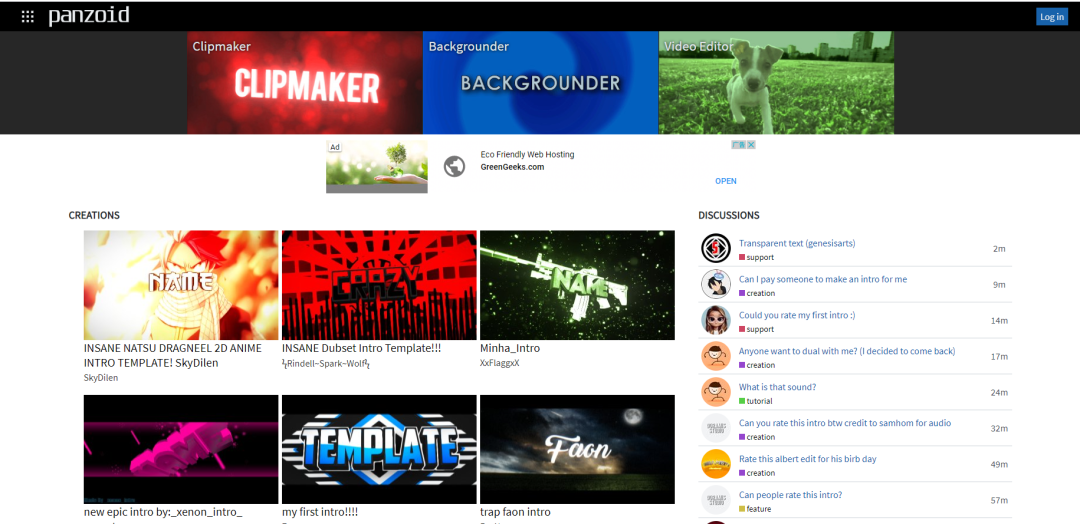 panzoid
Log in
Clipmaker
CLIPMAKER
Backgrounder
BACKGROUNDER
Video Editor
Ad
Eco Friendly Web Hosting
GreenGeeks.com
OPEN
CREATIONS
NAME
INSANE NATSU DRAGNEEL 2D ANIME
INTRO TEMPLATE! SkyDilen
SkyDilen
CRAZY
INSANE Dubset Intro Template!!!
NAME
Minha_Intro
XxFlaggxX
NAME
new epic intro by:_xenon_intro_
TEMPLATE
my first intro!!!!
Faon
trap faon intro
DISCUSSIONS
Transparent text (genesisarts)
support
2m
Can I pay someone to make an intro for me
creation
9m
Could you rate my first intro :)
support
14m
Anyone want to dual with me? (I decided to come back)
creation
17m
What is that sound?
tutorial
24m
Can you rate this intro btw credit to samhom for audio
creation
32m
Rate this albert edit for his birb day
creation
49m
Can people rate this intro?
feature
57m